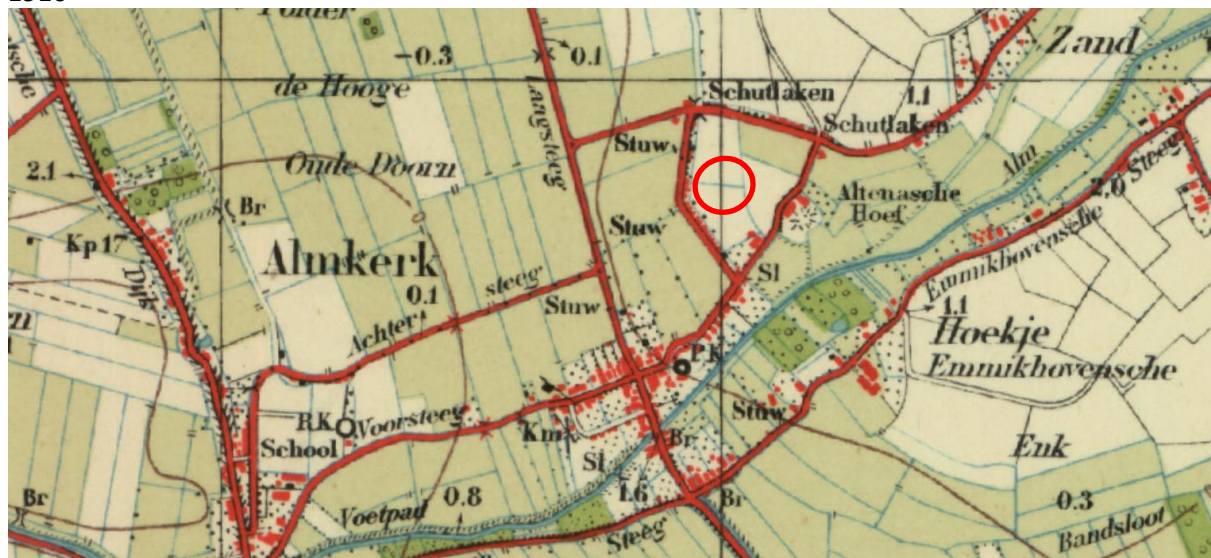 Polder
Zand
-0.3
0.1
de Hooge
Langsteeg
Schutlaken
1.1
Schutlaken
Stuw
Oude Doorn
2.1
Br
Altenasche
Hoef
Alm
2.0
Steeg
Kp 17
Dijk
Stuw
Almkerk
steeg
Sl
Emmikhovensche
0.1
Stuw
Achter
1.1
Hoekje
PK
Emmikhovensche
RK
Voorsteeg
Stuw
School
Km
Br
Enk
Sl
Br
0.8
1.6
Br
0.3
Voetpad
Steeg
Bandsloot